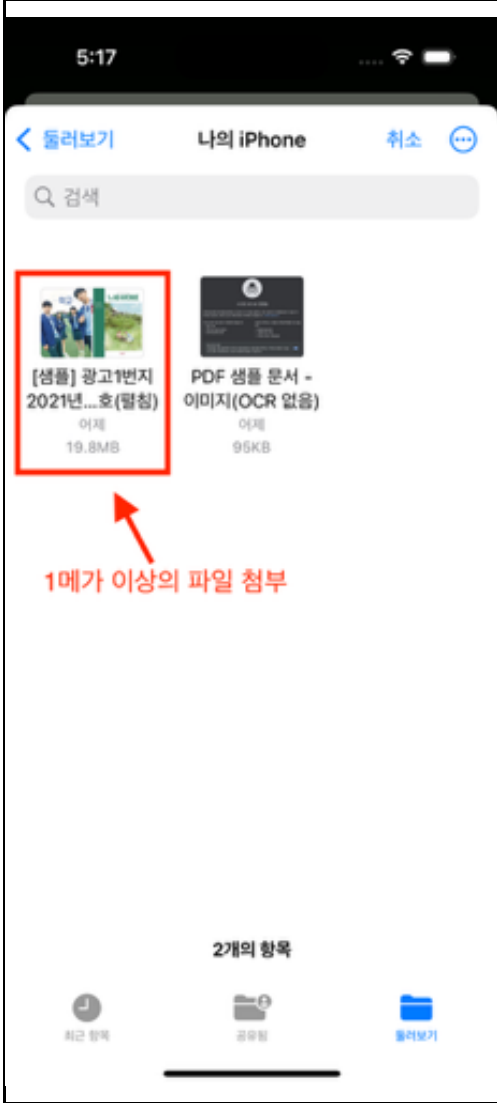 5:17
둘러보기
나의 iPhone
취소
검색
[샘플] 광고1번지
2021년...호(펼침)
어제
19.8MB
PDF 샘플 문서 -
이미지(OCR 없음)
어제
95KB
1메가 이상의 파일 첨부
2개의 항목
최근 항목
공유됨
둘러보기